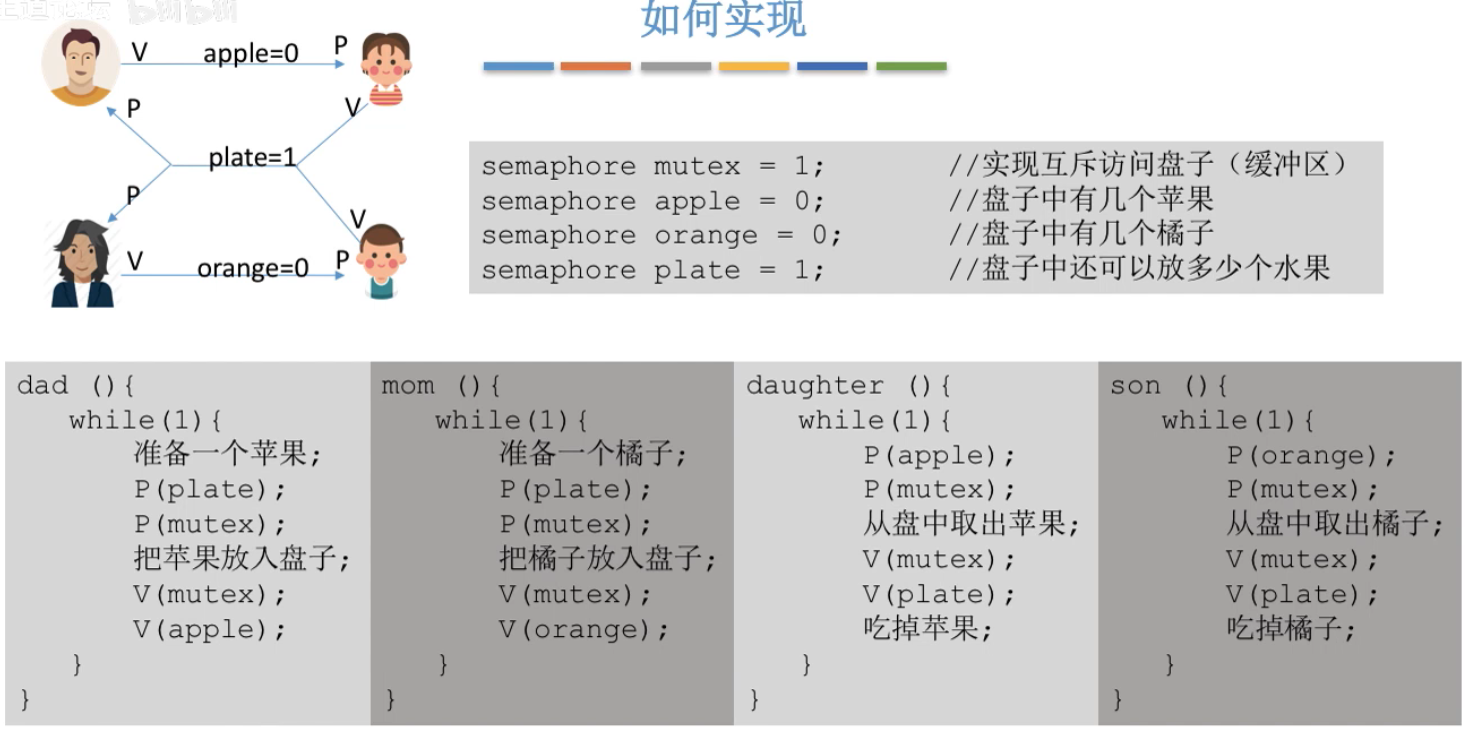 bilibili
如何实现
V apple=0 P
P V
plate=1
P V
V orange=0 P
semaphore mutex = 1; //实现互斥访问盘子（缓冲区）
semaphore apple = 0; //盘子中有几个苹果
semaphore orange = 0; //盘子中有几个橘子
semaphore plate = 1; //盘子中还可以放多少个水果
dad (){
while(1){
准备一个苹果;
P(plate);
P(mutex);
把苹果放入盘子;
V(mutex);
V(apple);
}
}
mom (){
while(1){
准备一个橘子;
P(plate);
P(mutex);
把橘子放入盘子;
V(mutex);
V(orange);
}
}
daughter (){
while(1){
P(apple);
P(mutex);
从盘中取出苹果;
V(mutex);
V(plate);
吃掉苹果;
}
}
son (){
while(1){
P(orange);
P(mutex);
从盘中取出橘子;
V(mutex);
V(plate);
吃掉橘子;
}
}